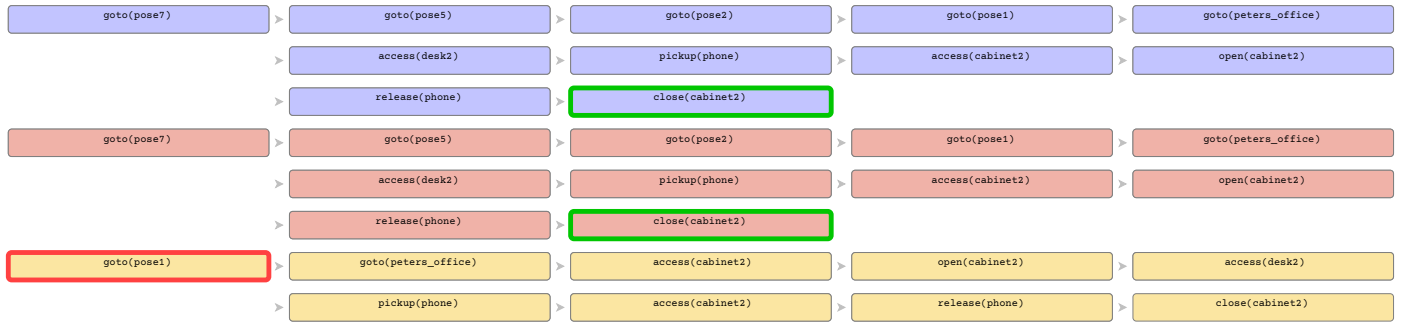 goto(pose7) goto(pose5) goto(pose2) goto(pose1) goto(peters_office)
access(desk2) pickup(phone) access(cabinet2) open(cabinet2)
release(phone) close(cabinet2)
goto(pose7) goto(pose5) goto(pose2) goto(pose1) goto(peters_office)
access(desk2) pickup(phone) access(cabinet2) open(cabinet2)
release(phone) close(cabinet2)
goto(pose1) goto(peters_office) access(cabinet2) open(cabinet2) access(desk2)
pickup(phone) access(cabinet2) release(phone) close(cabinet2)